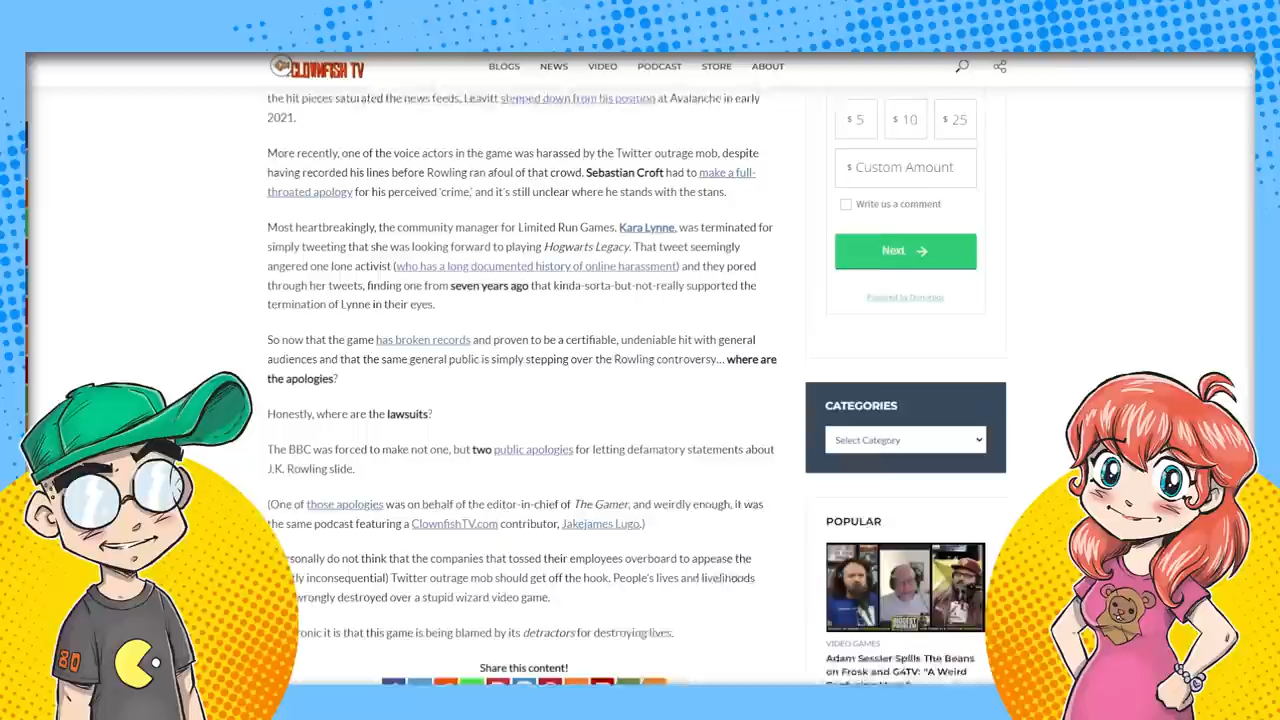 CLOWNFISH TV
BLOGS NEWS VIDEO PODCAST STORE ABOUT
the hit pieces saturated the news feeds, Leavitt stepped down from his position at Avalanche in early
2021.
More recently, one of the voice actors in the game was harassed by the Twitter outrage mob, despite
having recorded his lines before Rowling ran afoul of that crowd. Sebastian Croft had to make a full-
throated apology for his perceived 'crime,' and it's still unclear where he stands with the stans.
Most heartbreakingly, the community manager for Limited Run Games, Kara Lynne, was terminated for
simply tweeting that she was looking forward to playing Hogwarts Legacy. That tweet seemingly
angered one lone activist (who has a long documented history of online harassment) and they pored
through her tweets, finding one from seven years ago that kinda-sorta-but-not-really supported the
termination of Lynne in their eyes.
So now that the game has broken records and proven to be a certifiable, undeniable hit with general
audiences and that the same general public is simply stepping over the Rowling controversy... where are
the apologies?
Honestly, where are the lawsuits?
The BBC was forced to make not one, but two public apologies for letting defamatory statements about
J.K. Rowling slide.
(One of those apologies was on behalf of the editor-in-chief of The Gamer, and weirdly enough, it was
the same podcast featuring a ClownfishTV.com contributor, Jakejames Lugo.)
sonally do not think that the companies that tossed their employees overboard to appease the
tly inconsequential) Twitter outrage mob should get off the hook. People's lives and livelihoods
wrongly destroyed over a stupid wizard video game.
ronic it is that this game is being blamed by its detractors for destroying lives.
Share this content!
$ 5 $ 10 $ 25
$ Custom Amount
Write us a comment
Next
Powered by Donorbox
CATEGORIES
Select Category
POPULAR
VIDEO GAMES
Adam Sessler Spills The Beans
on Frosk and G4TV: "A Weird
80